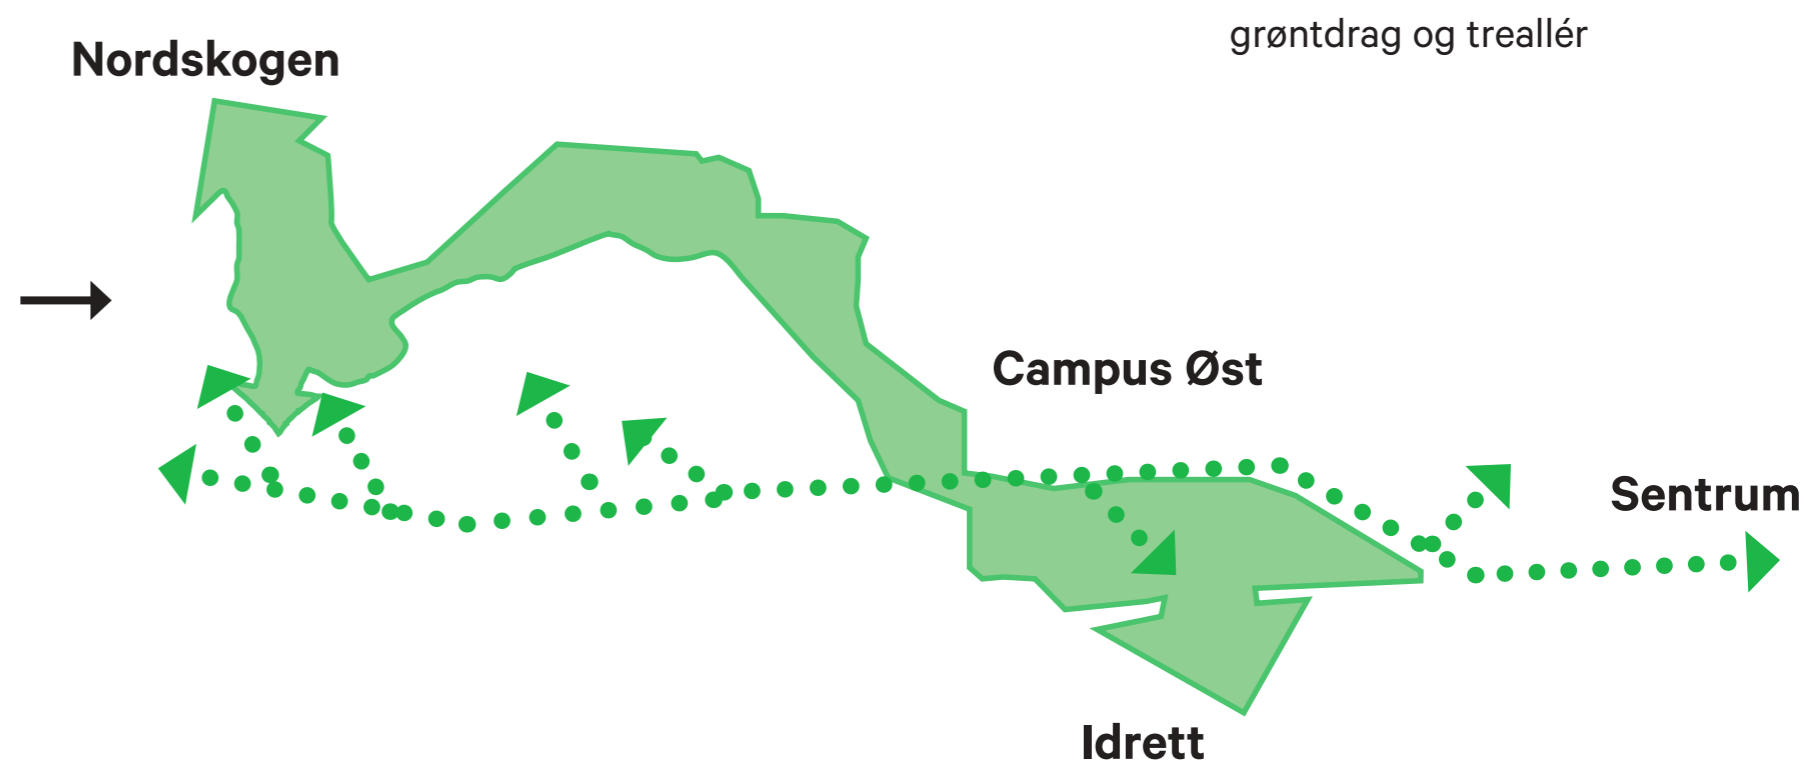 grøntdrag og treallér
Nordskogen
Campus Øst
Sentrum
Idrett